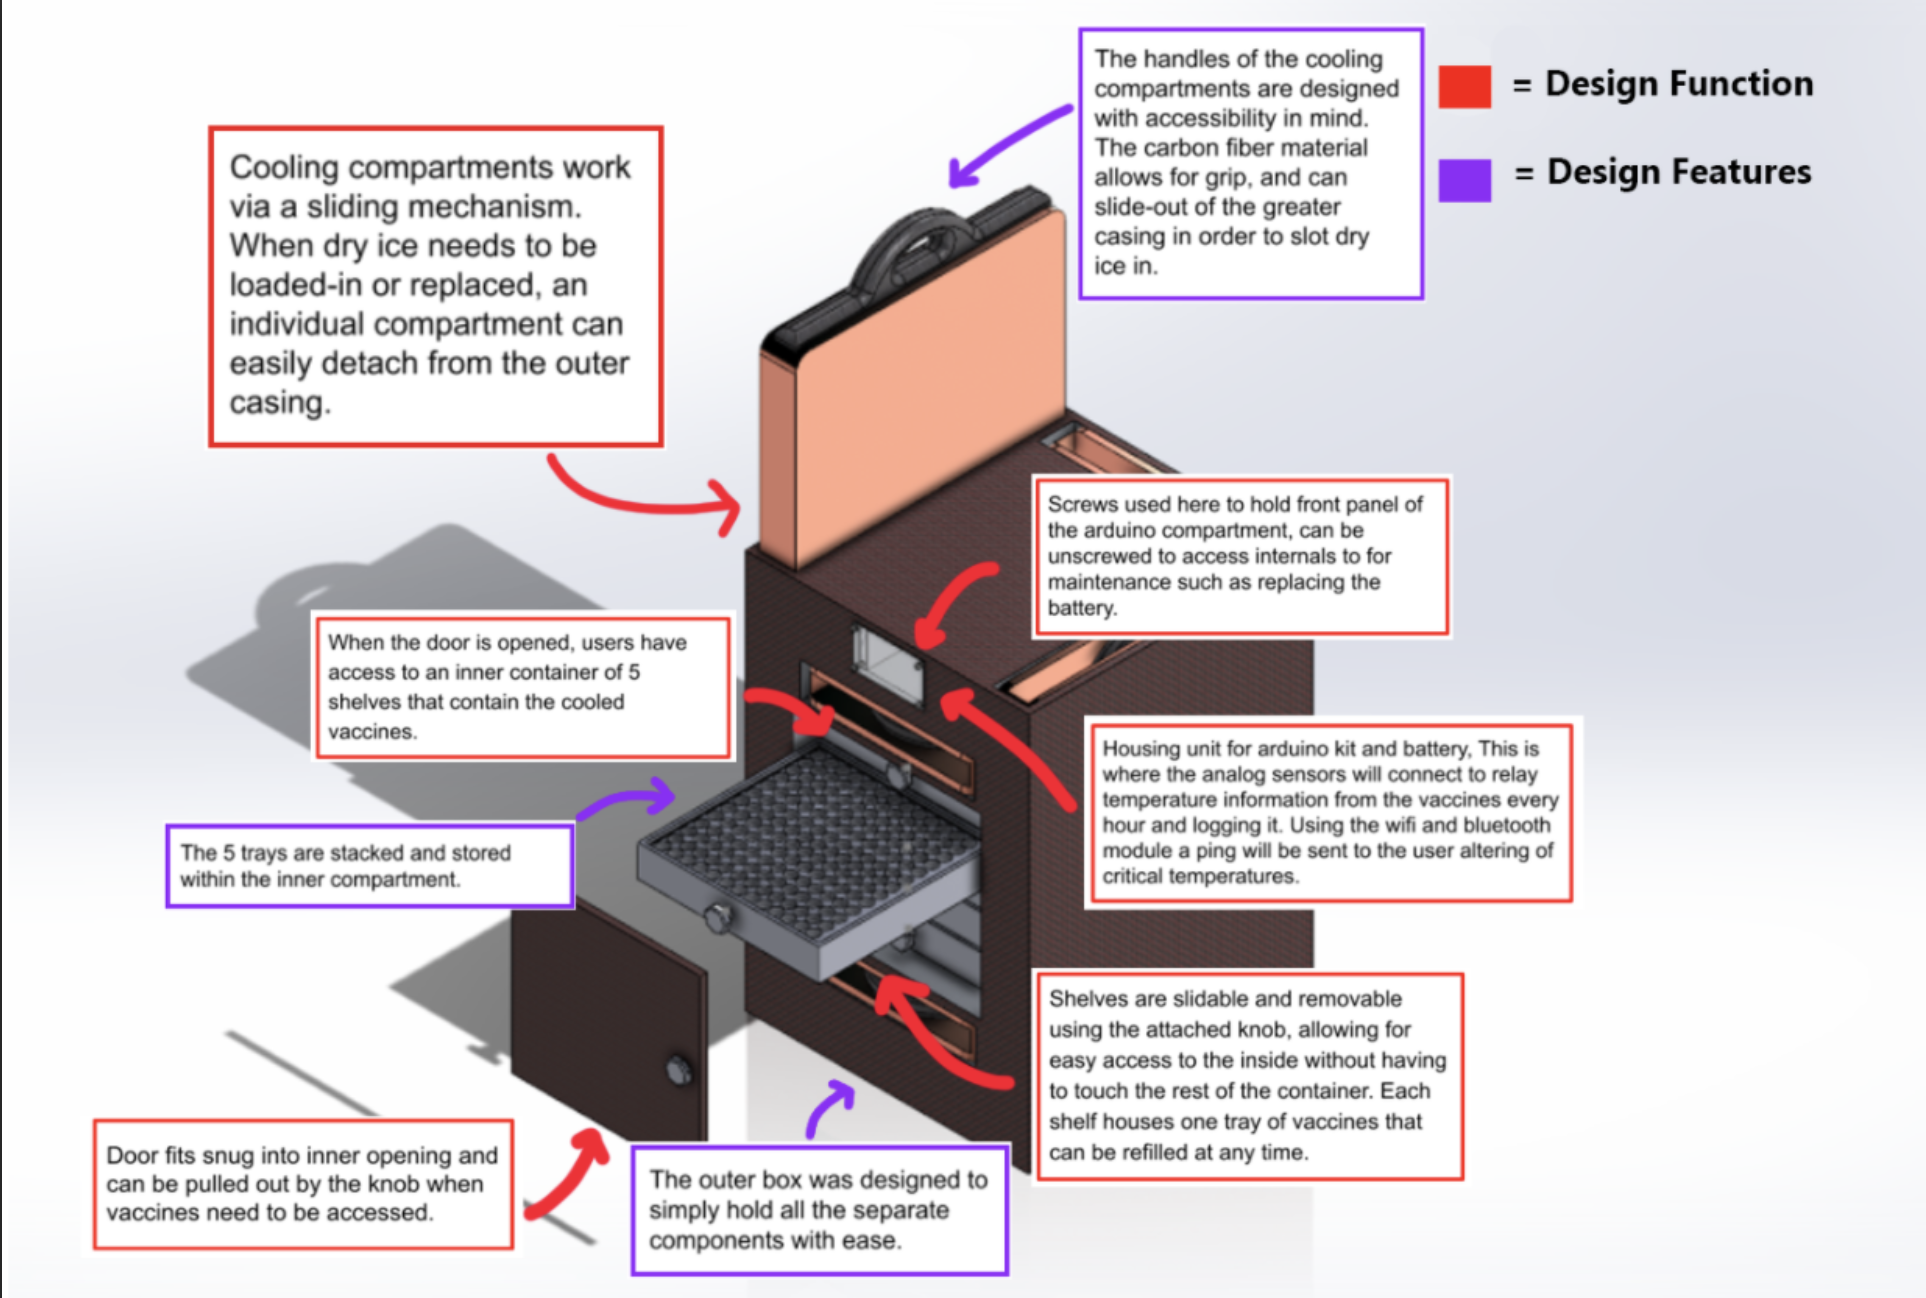 The handles of the cooling
compartments are designed
with accessibility in mind.
The carbon fiber material
allows for grip, and can
slide-out of the greater
casing in order to slot dry
ice in.
= Design Function
= Design Features
Cooling compartments work
via a sliding mechanism.
When dry ice needs to be
loaded-in or replaced, an
individual compartment can
easily detach from the outer
casing.
Screws used here to hold front panel of
the arduino compartment, can be
unscrewed to access internals to for
maintenance such as replacing the
battery.
When the door is opened, users have
access to an inner container of 5
shelves that contain the cooled
vaccines.
Housing unit for arduino kit and battery, This is
where the analog sensors will connect to relay
temperature information from the vaccines every
hour and logging it. Using the wifi and bluetooth
module a ping will be sent to the user altering of
critical temperatures.
The 5 trays are stacked and stored
within the inner compartment.
Shelves are slidable and removable
using the attached knob, allowing for
easy access to the inside without having
to touch the rest of the container. Each
shelf houses one tray of vaccines that
can be refilled at any time.
Door fits snug into inner opening and
can be pulled out by the knob when
vaccines need to be accessed.
The outer box was designed to
simply hold all the separate
components with ease.